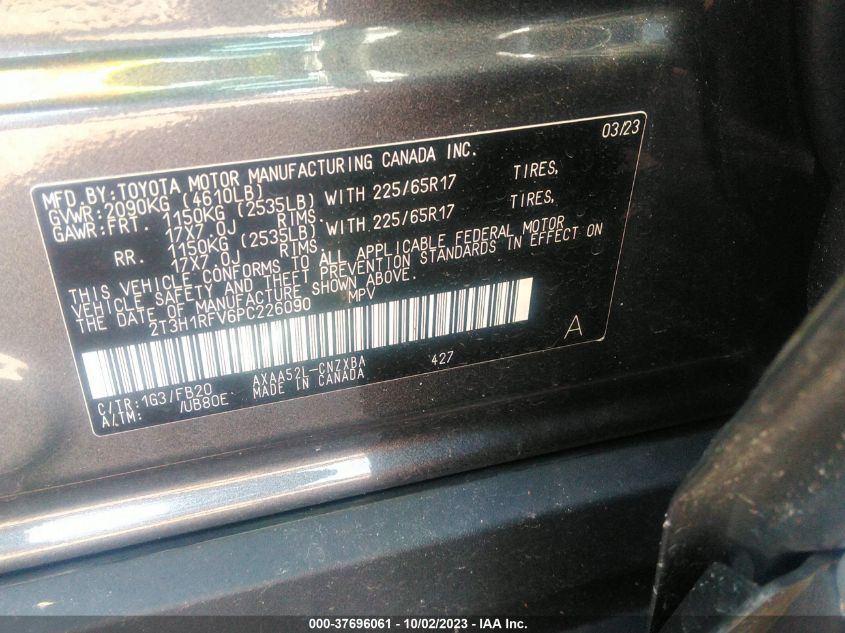 03/23
MFD.BY:TOYOTA MOTOR MANUFACTURING CANADA INC.
GVWR:2090KG (4610LB)
GAWR:FRT. 1150KG (2535LB) WITH 225/65R17 TIRES,
17X7.0J RIMS.
RR. 1150KG (2535LB) WITH 225/65R17 TIRES,
17X7.0J RIMS.
THIS VEHICLE CONFORMS TO ALL APPLICABLE FEDERAL MOTOR
VEHICLE SAFETY AND THEFT PREVENTION STANDARDS IN EFFECT ON
THE DATE OF MANUFACTURE SHOWN ABOVE.
2T3H1RFV6PC226090 MPV
A
C/TR:1G3/FB20 AXAA52L-CNZXBA 427
A/TM: /UB80E MADE IN CANADA
000-37696061 - 10/02/2023 - IAA Inc.